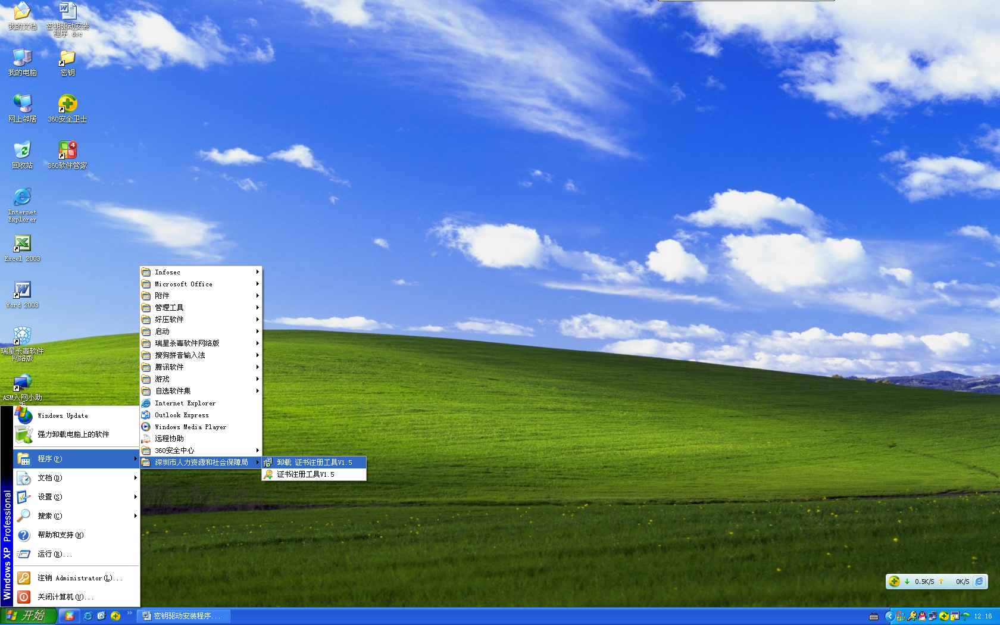 我的文档
密钥驱动安装
程序.doc
我的电脑
密钥
网上邻居
360安全卫士
回收站
4
360软件管家
Internet
Explorer
Excel 2003
Word 2003
瑞星杀毒软件
网络版
ASM入网小助
手
Infosec
Microsoft Office
附件
管理工具
好压软件
启动
瑞星杀毒软件网络版
搜狗拼音输入法
腾讯软件
游戏
自选软件集
Internet Explorer
Outlook Express
Windows Media Player
远程协助
360安全中心
深圳市人力资源和社会保障局
卸载 证书注册工具V1.5
证书注册工具V1.5
Windows Update
强力卸载电脑上的软件
程序(P)
文档(D)
设置(S)
搜索(C)
帮助和支持(H)
运行(R)...
注销 Administrator(L)...
关闭计算机(U)...
Windows XP Professional
0.5K/S
0K/S
开始
密钥驱动安装程序...
12:16